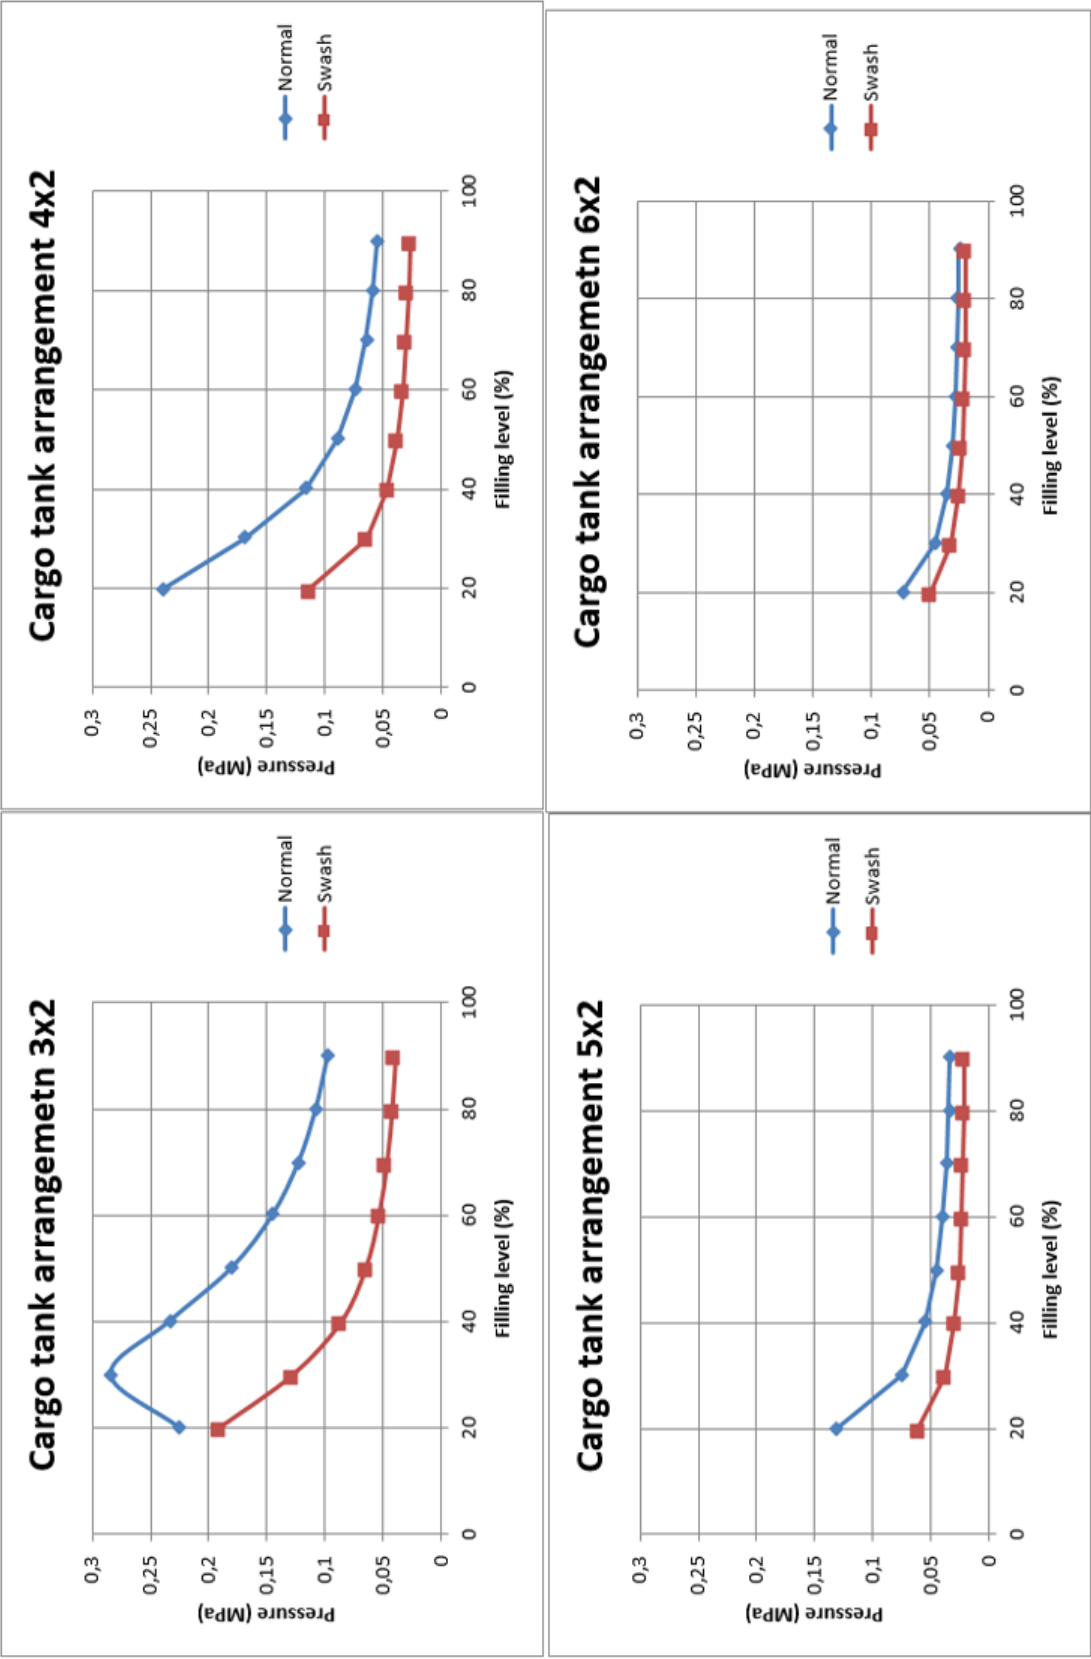 Cargo tank arrangemetn 3x2
0,3
0,25
0,2
0,15
0,1
0,05
0
Pressure (MPa)
0
20
40
60
80
100
Filling level (%)
Normal
Swash
Cargo tank arrangement 4x2
0,3
0,25
0,2
0,15
0,1
0,05
0
Pressure (MPa)
0
20
40
60
80
100
Filling level (%)
Normal
Swash
Cargo tank arrangement 5x2
0,3
0,25
0,2
0,15
0,1
0,05
0
Pressure (MPa)
0
20
40
60
80
100
Filling level (%)
Normal
Swash
Cargo tank arrangemetn 6x2
0,3
0,25
0,2
0,15
0,1
0,05
0
Pressure (MPa)
0
20
40
60
80
100
Filling level (%)
Normal
Swash